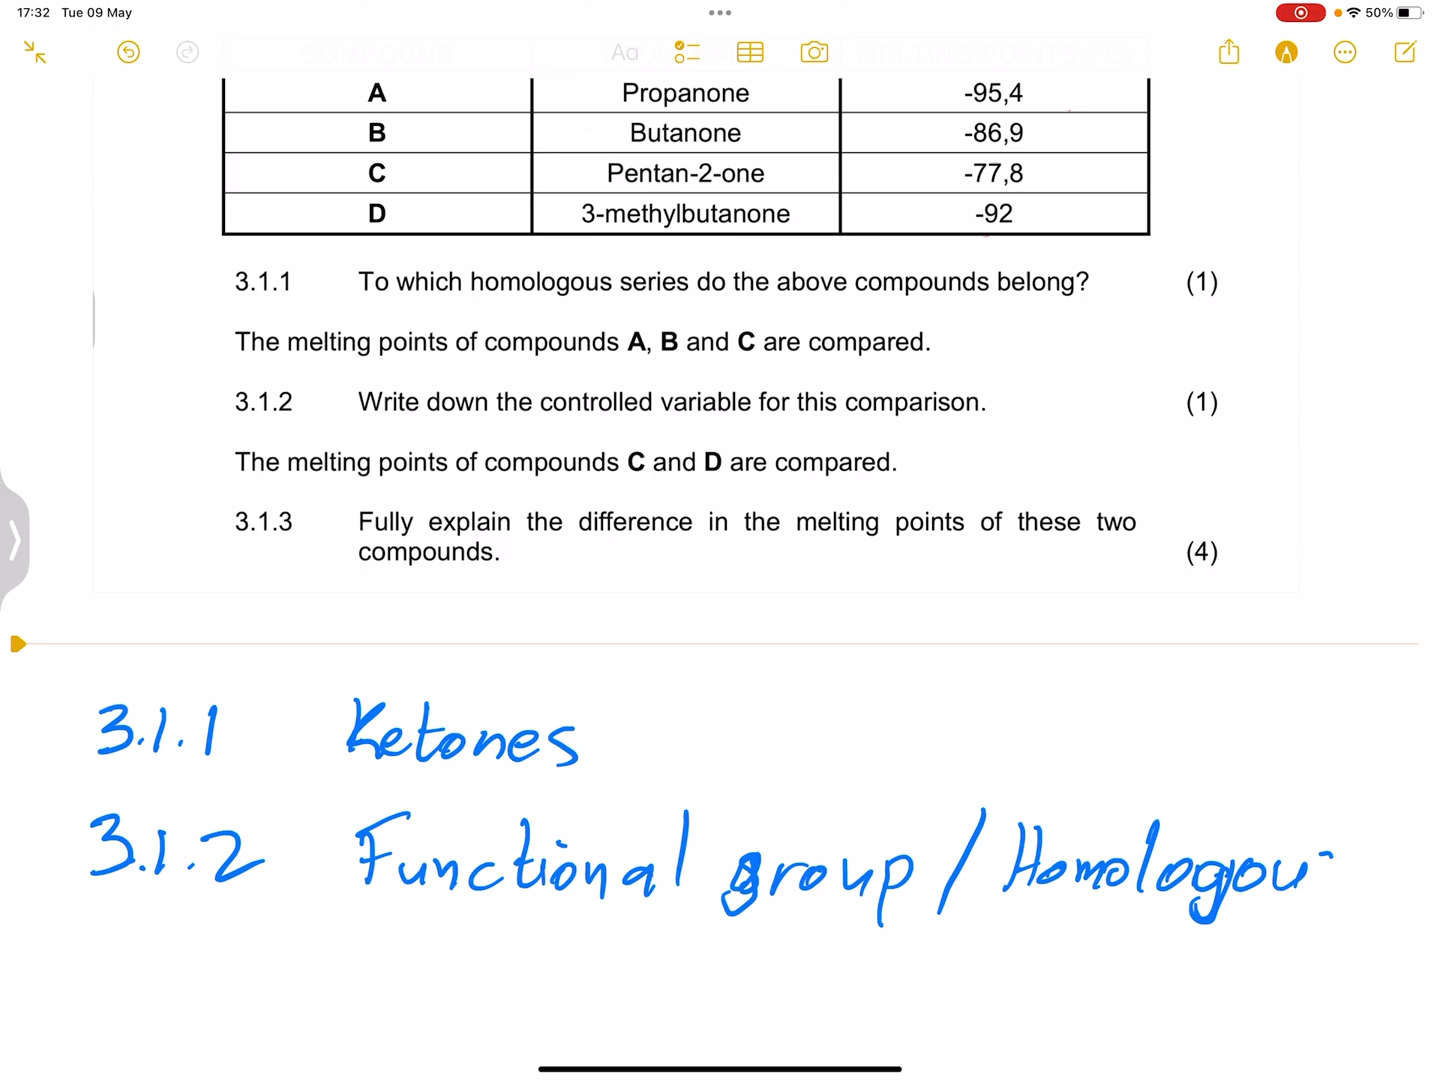 17:32 Tue 09 May 50%
COMPOUND MELTING POINTS
Aa
A Propanone -95,4
B Butanone -86,9
C Pentan-2-one -77,8
D 3-methylbutanone -92
3.1.1 To which homologous series do the above compounds belong? (1)
The melting points of compounds A, B and C are compared.
3.1.2 Write down the controlled variable for this comparison. (1)
The melting points of compounds C and D are compared.
3.1.3 Fully explain the difference in the melting points of these two
compounds. (4)
3.1.1 Ketones
3.1.2 Functional group / Homologou